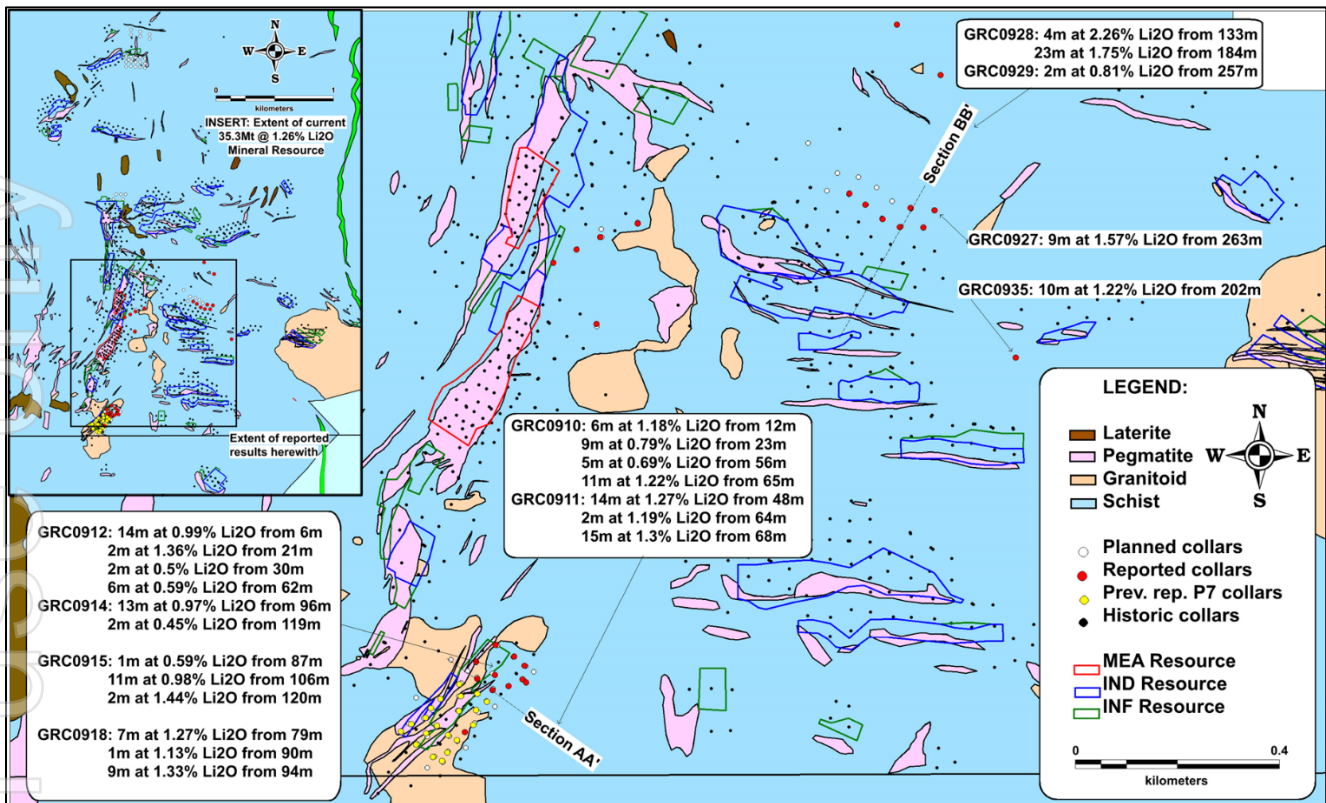 N
W E
S
0 1
kilometers
INSERT: Extent of current
35.3Mt @ 1.26% Li2O
Mineral Resource
Extent of reported
results herewith
GRC0928: 4m at 2.26% Li2O from 133m
23m at 1.75% Li2O from 184m
GRC0929: 2m at 0.81% Li2O from 257m
Section BB'
GRC0927: 9m at 1.57% Li2O from 263m
GRC0935: 10m at 1.22% Li2O from 202m
GRC0910: 6m at 1.18% Li2O from 12m
9m at 0.79% Li2O from 23m
5m at 0.69% Li2O from 56m
11m at 1.22% Li2O from 65m
GRC0911: 14m at 1.27% Li2O from 48m
2m at 1.19% Li2O from 64m
15m at 1.3% Li2O from 68m
GRC0912: 14m at 0.99% Li2O from 6m
2m at 1.36% Li2O from 21m
2m at 0.5% Li2O from 30m
6m at 0.59% Li2O from 62m
GRC0914: 13m at 0.97% Li2O from 96m
2m at 0.45% Li2O from 119m
GRC0915: 1m at 0.59% Li2O from 87m
11m at 0.98% Li2O from 106m
2m at 1.44% Li2O from 120m
GRC0918: 7m at 1.27% Li2O from 79m
1m at 1.13% Li2O from 90m
9m at 1.33% Li2O from 94m
Section AA'
LEGEND:
Laterite
Pegmatite
Granitoid
Schist
N
W E
S
Planned collars
Reported collars
Prev. rep. P7 collars
Historic collars
MEA Resource
IND Resource
INF Resource
0 0.4
kilometers